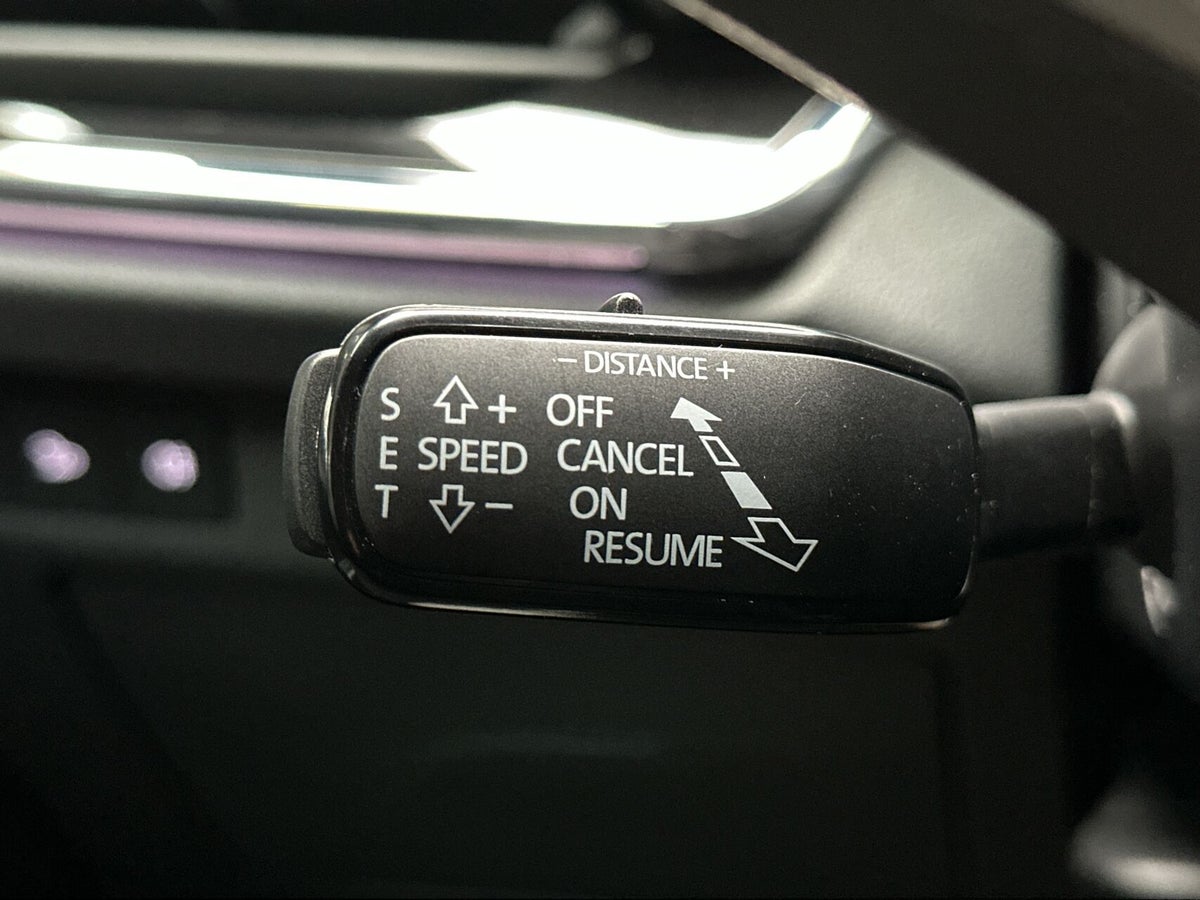 − DISTANCE +
S + OFF
E SPEED CANCEL
T − ON
RESUME